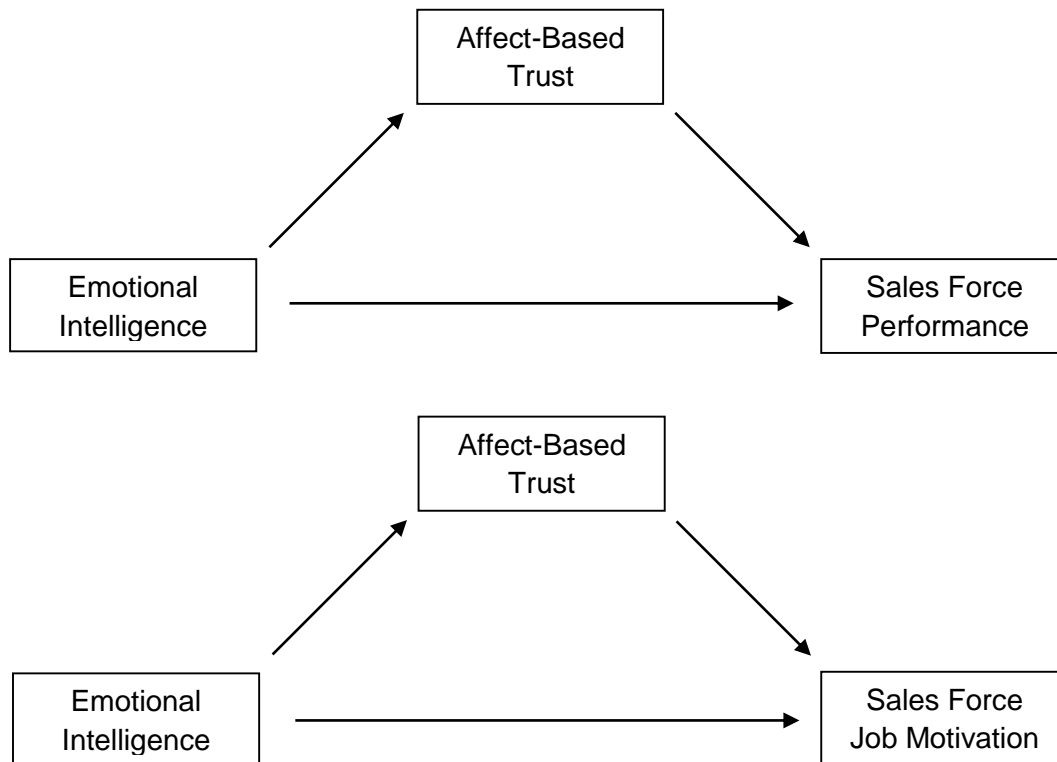 Affect-Based
Trust
Emotional
Intelligence
Sales Force
Performance
Affect-Based
Trust
Emotional
Intelligence
Sales Force
Job Motivation